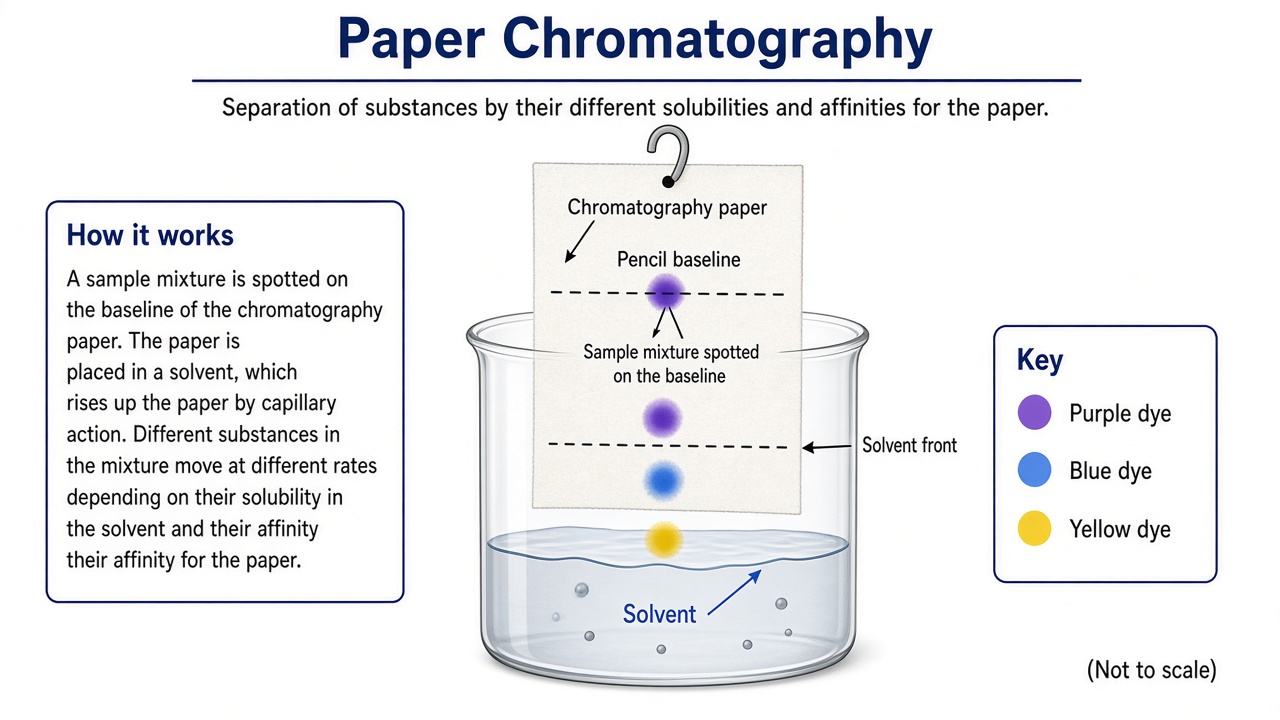 Paper Chromatography
Separation of substances by their different solubilities and affinities for the paper.
How it works
A sample mixture is spotted on
the baseline of the chromatography
paper. The paper is
placed in a solvent, which
rises up the paper by capillary
action. Different substances in
the mixture move at different rates
depending on their solubility in
the solvent and their affinity
their affinity for the paper.
Chromatography paper
Pencil baseline
Sample mixture spotted
on the baseline
Solvent front
Solvent
Key
Purple dye
Blue dye
Yellow dye
(Not to scale)